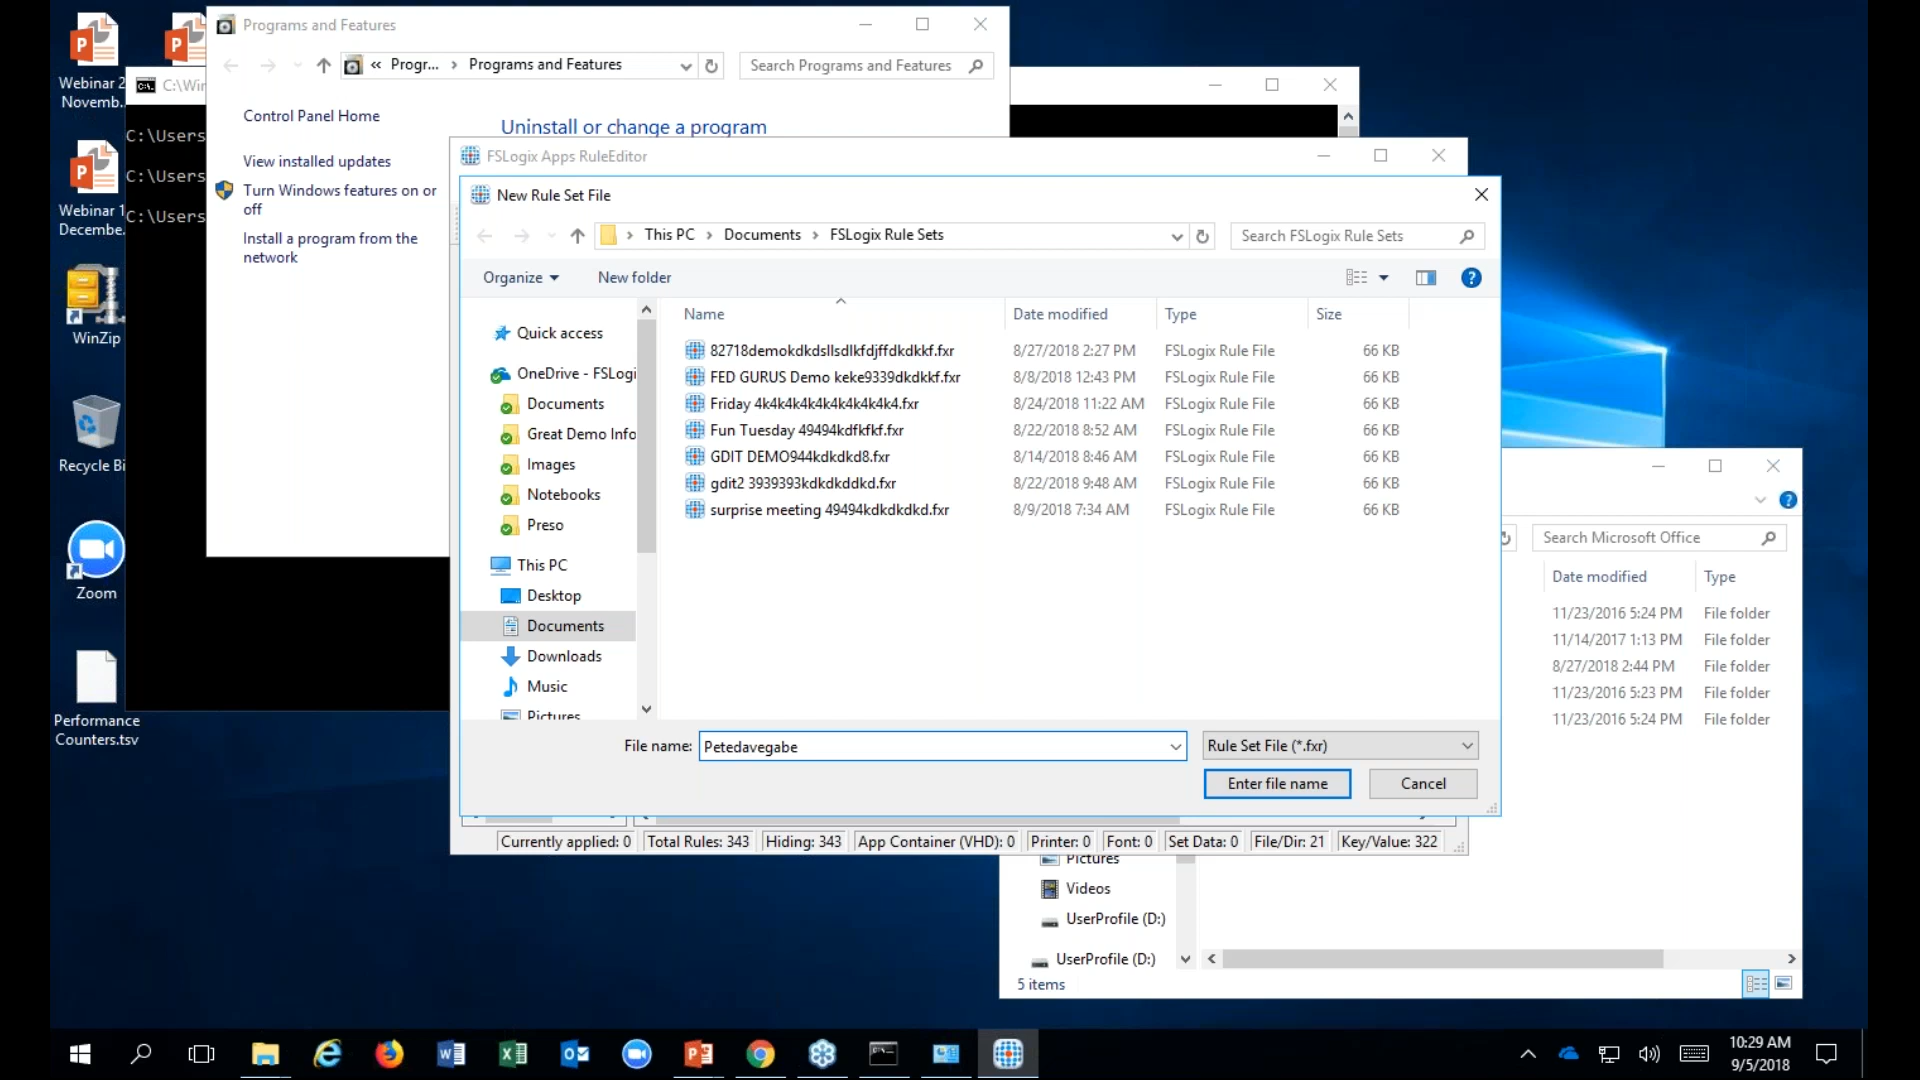 Webinar 2
Novemb..
Webinar 1
Decembe..
WinZip
Recycle Bi
Zoom
Performance
Counters.tsv
C:\Wir
C:\Users
C:\Users
C:\Users
Programs and Features
« Progr... › Programs and Features
Search Programs and Features
Control Panel Home
View installed updates
Turn Windows features on or
off
Install a program from the
network
Uninstall or change a program
FSLogix Apps RuleEditor
New Rule Set File
› This PC › Documents › FSLogix Rule Sets
Search FSLogix Rule Sets
Organize
New folder
Quick access
OneDrive - FSLogi
Documents
Great Demo Info
Images
Notebooks
Preso
This PC
Desktop
Documents
Downloads
Music
Pictures
Name Date modified Type Size
82718demokdkdsllsdlkfdjffdkdkkf.fxr 8/27/2018 2:27 PM FSLogix Rule File 66 KB
FED GURUS Demo keke9339dkdkkf.fxr 8/8/2018 12:43 PM FSLogix Rule File 66 KB
Friday 4k4k4k4k4k4k4k4k4k4.fxr 8/24/2018 11:22 AM FSLogix Rule File 66 KB
Fun Tuesday 49494kdfkfkf.fxr 8/22/2018 8:52 AM FSLogix Rule File 66 KB
GDIT DEMO944kdkdkd8.fxr 8/14/2018 8:46 AM FSLogix Rule File 66 KB
gdit2 3939393kdkdkddkd.fxr 8/22/2018 9:48 AM FSLogix Rule File 66 KB
surprise meeting 49494kdkdkdkd.fxr 8/9/2018 7:34 AM FSLogix Rule File 66 KB
File name: Petedavegabe
Rule Set File (*.fxr)
Enter file name
Cancel
Currently applied: 0 Total Rules: 343 Hiding: 343 App Container (VHD): 0 Printer: 0 Font: 0 Set Data: 0 File/Dir: 21 Key/Value: 322
Search Microsoft Office
Date modified Type
11/23/2016 5:24 PM File folder
11/14/2017 1:13 PM File folder
8/27/2018 2:44 PM File folder
11/23/2016 5:23 PM File folder
11/23/2016 5:24 PM File folder
Pictures
Videos
UserProfile (D:)
UserProfile (D:)
5 items
10:29 AM
9/5/2018